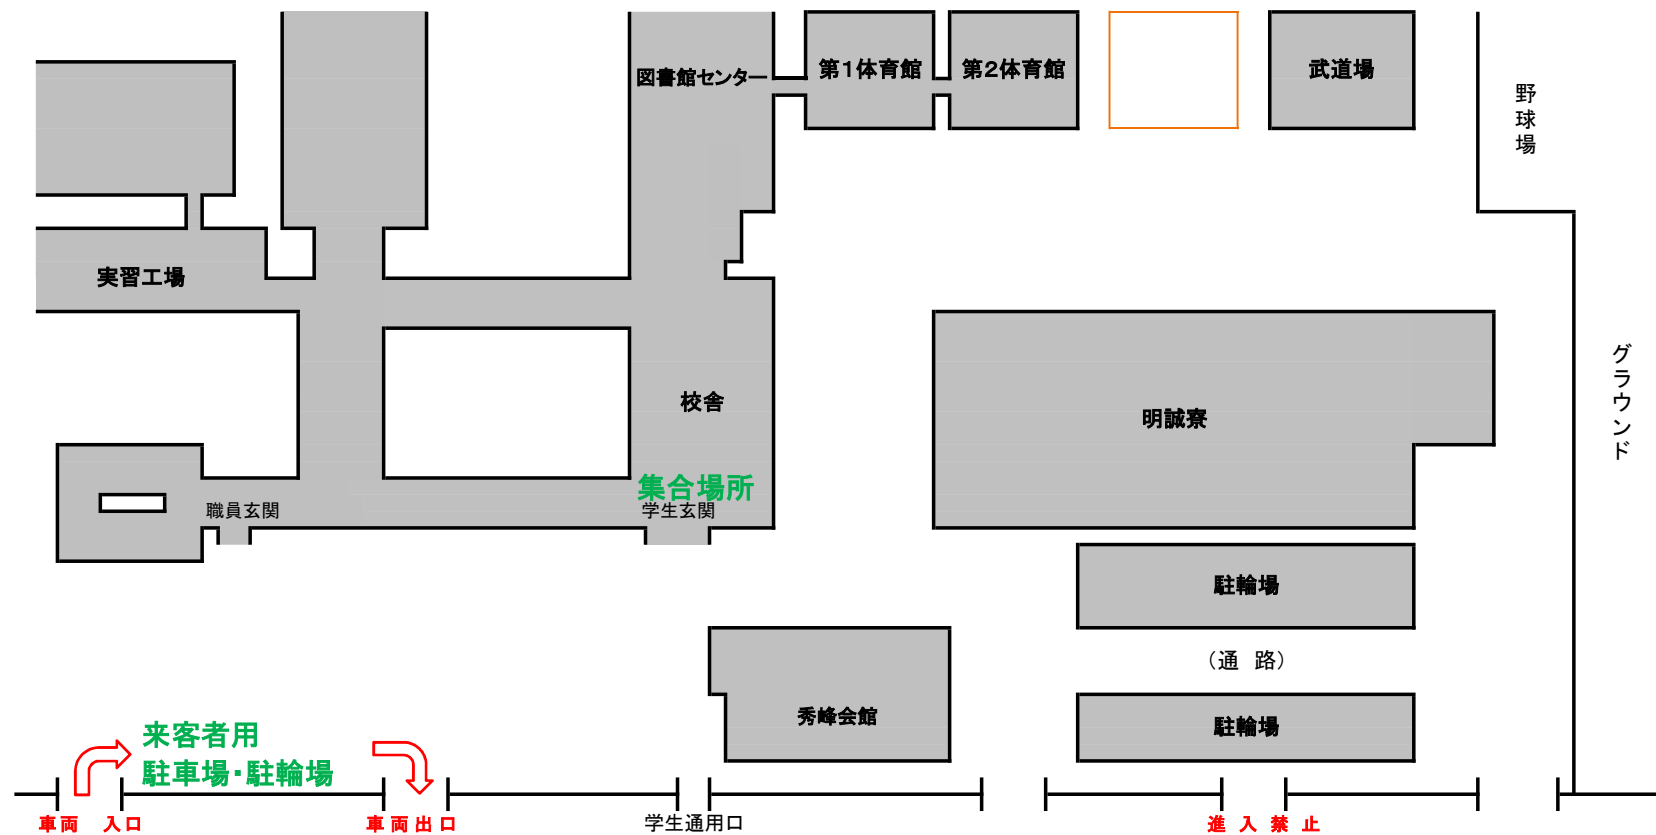 図書館センター
第1体育館
第2体育館
武道場
野球場
実習工場
グラウンド
校舎
明誠寮
集合場所
職員玄関
学生玄関
駐輪場
（通　路）
秀峰会館
駐輪場
来客者用
駐車場・駐輪場
車両　入口
車両出口
学生通用口
進入禁止